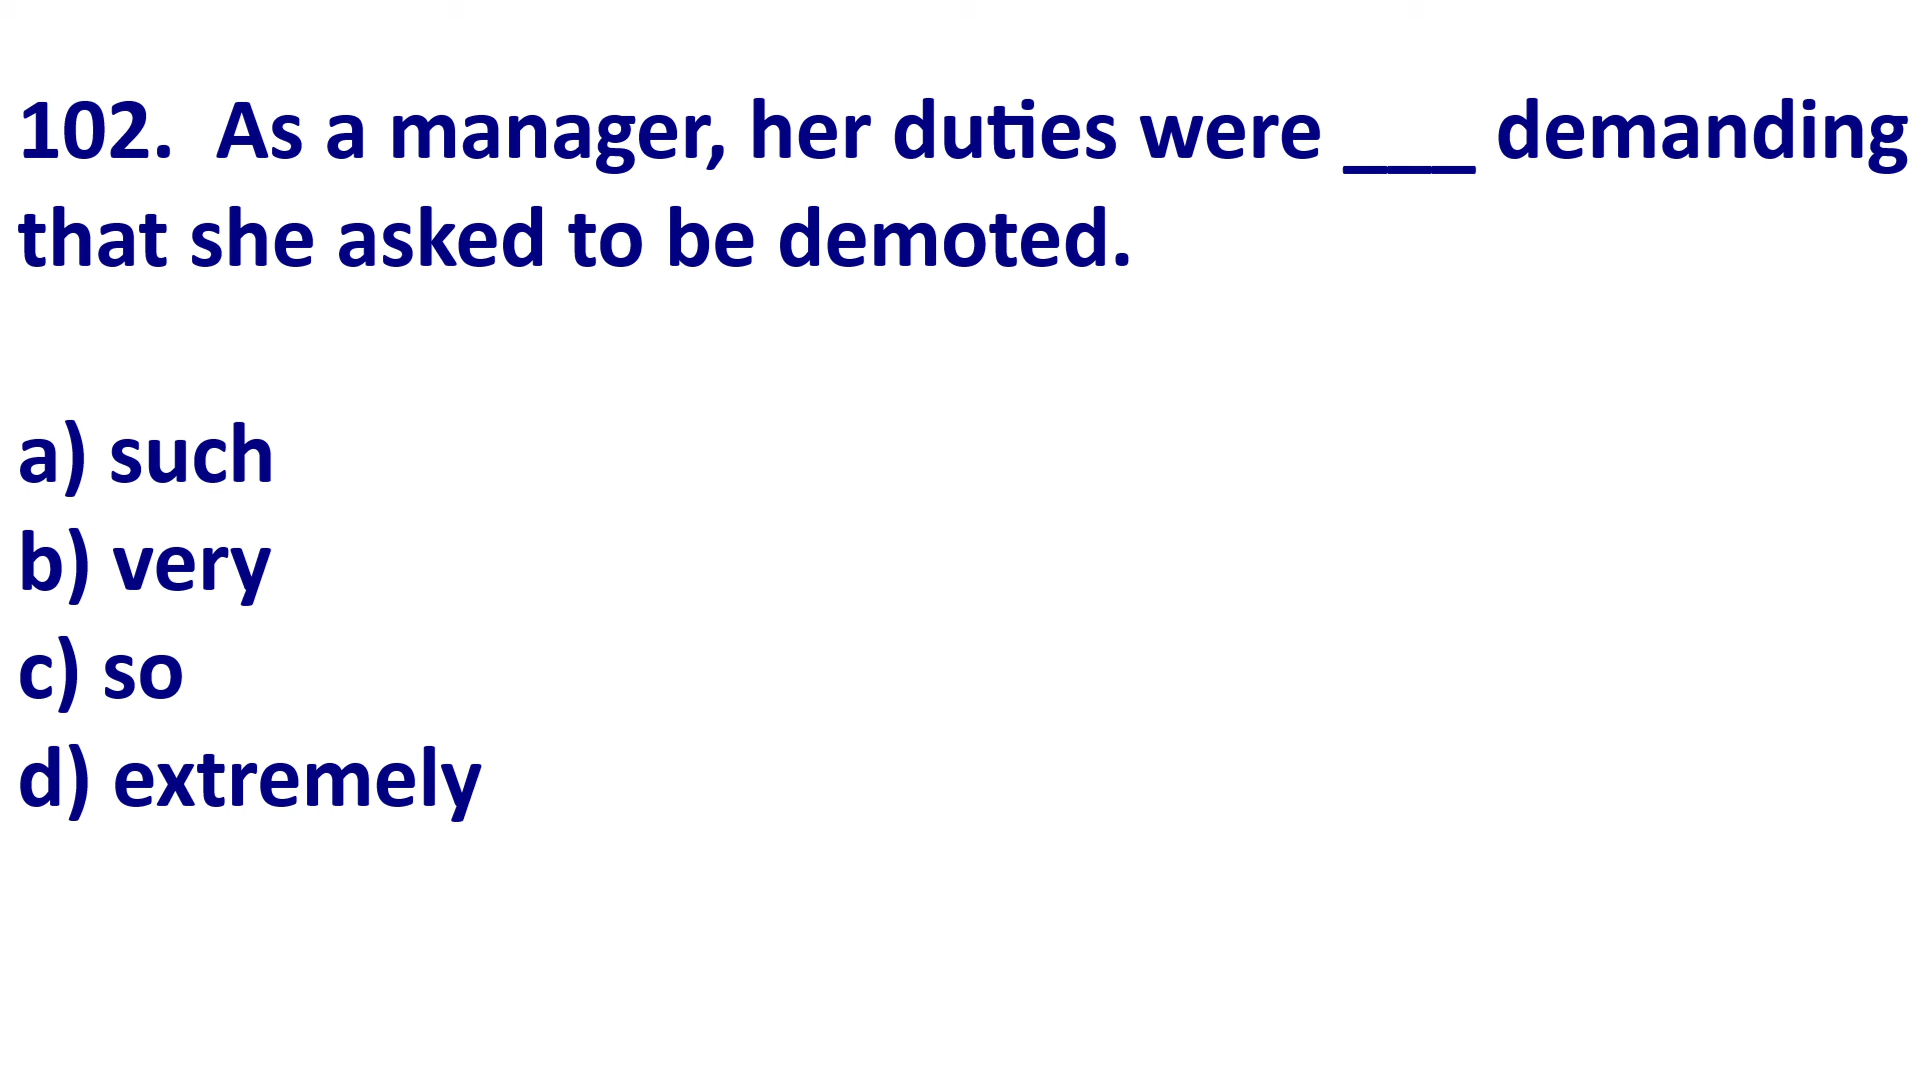 102.  As a manager, her duties were ___ demanding
that she asked to be demoted.
a) such
b) very
c) so
d) extremely